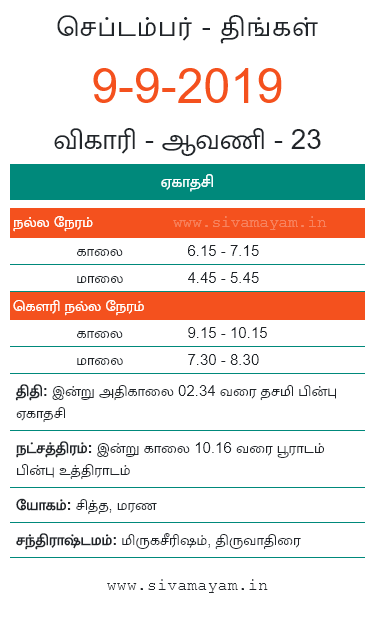 செப்டம்பர் - திங்கள்
9-9-2019
விகாரி - ஆவணி - 23
ஏகாதசி
நல்ல நேரம் www.sivamayam.in
காலை 6.15 - 7.15
மாலை 4.45 - 5.45
கௌரி நல்ல நேரம்
காலை 9.15 - 10.15
மாலை 7.30 - 8.30
திதி: இன்று அதிகாலை 02.34 வரை தசமி பின்பு
ஏகாதசி
நட்சத்திரம்: இன்று காலை 10.16 வரை பூராடம்
பின்பு உத்திராடம்
யோகம்: சித்த, மரண
சந்திராஷ்டமம்: மிருகசீரிஷம், திருவாதிரை
www.sivamayam.in